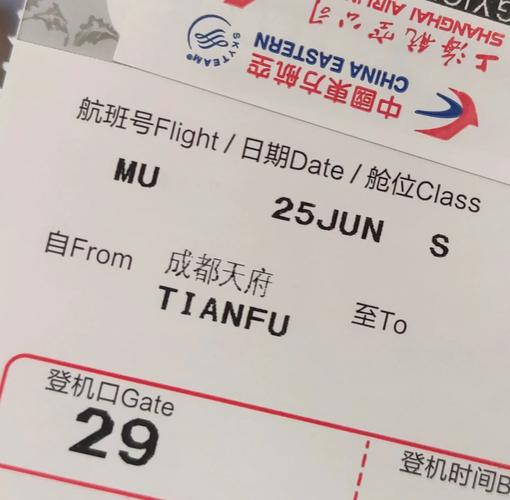 SKYTEAM
中國東方航空
CHINA EASTERN
上海航空公司
SHANGHAI AIRLIN
航班号Flight / 日期Date / 舱位Class
MU 25JUN S
自From 成都天府 至To
TIANFU
登机口Gate
29
登机时间B